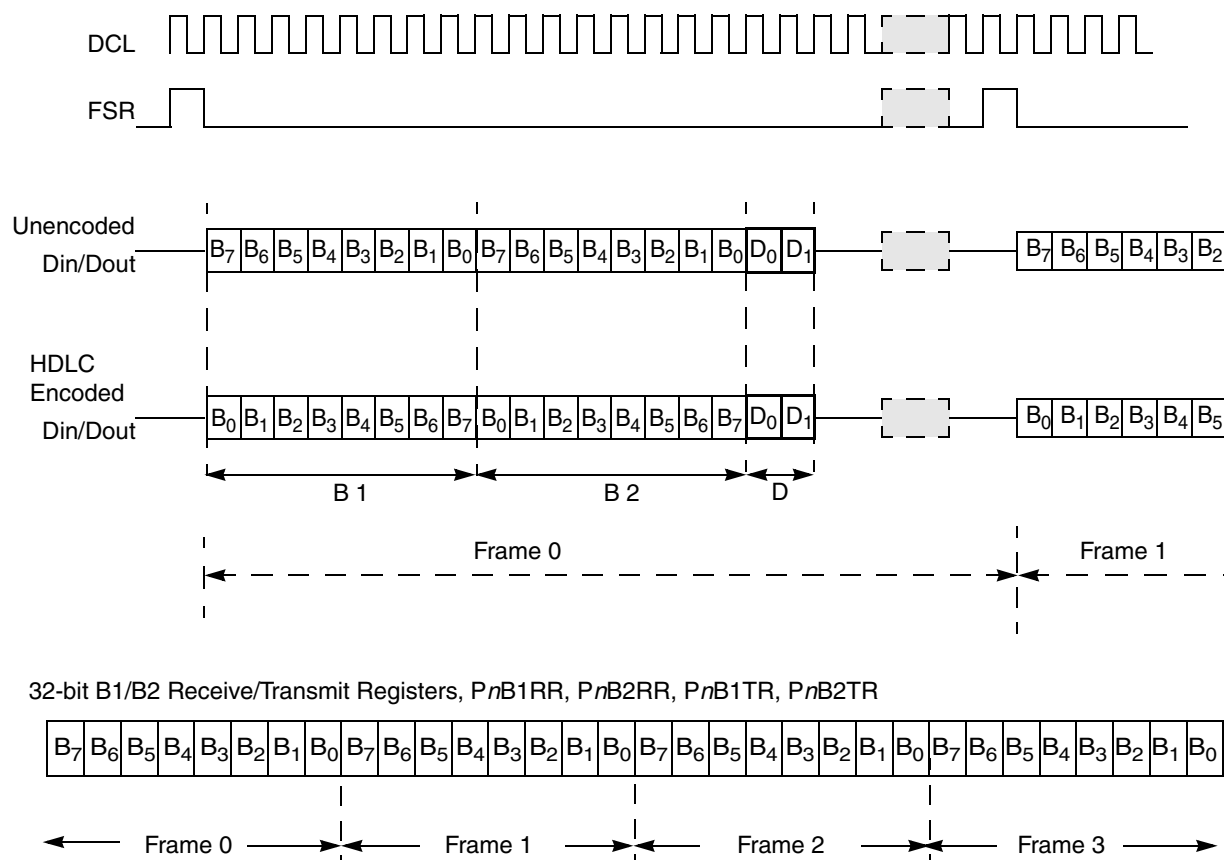 DCL
FSR
Unencoded
Din/Dout
B7 B6 B5 B4 B3 B2 B1 B0 B7 B6 B5 B4 B3 B2 B1 B0 D0 D1 B7 B6 B5 B4 B3 B2
HDLC
Encoded
Din/Dout
B0 B1 B2 B3 B4 B5 B6 B7 B0 B1 B2 B3 B4 B5 B6 B7 D0 D1 B0 B1 B2 B3 B4 B5
B 1 B 2 D
Frame 0 Frame 1
32-bit B1/B2 Receive/Transmit Registers, PnB1RR, PnB2RR, PnB1TR, PnB2TR
B7 B6 B5 B4 B3 B2 B1 B0 B7 B6 B5 B4 B3 B2 B1 B0 B7 B6 B5 B4 B3 B2 B1 B0 B7 B6 B5 B4 B3 B2 B1 B0
Frame 0 Frame 1 Frame 2 Frame 3